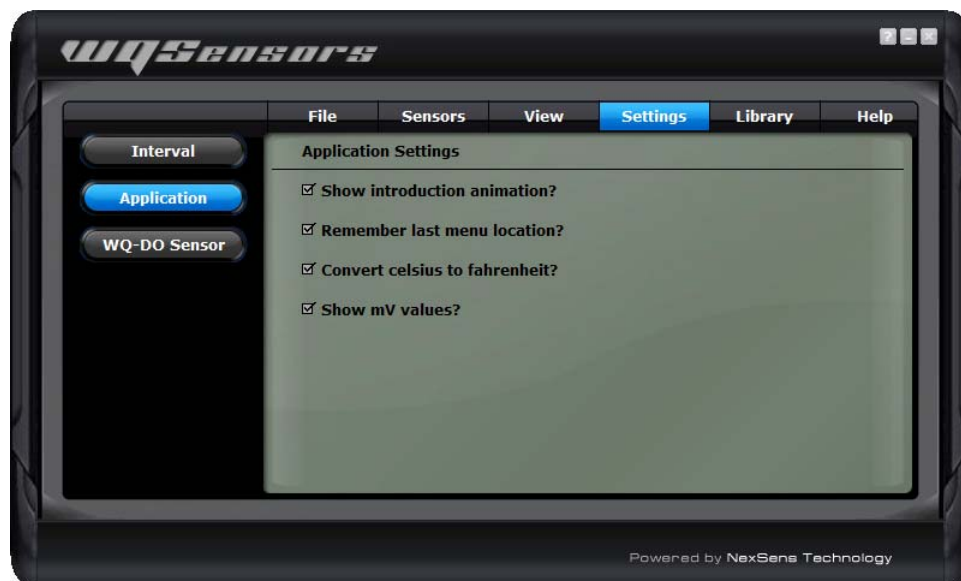 WQSensors
? - x
File Sensors View Settings Library Help
Interval
Application
WQ-DO Sensor
Application Settings
Show introduction animation?
Remember last menu location?
Convert celsius to fahrenheit?
Show mV values?
Powered by NexSens Technology